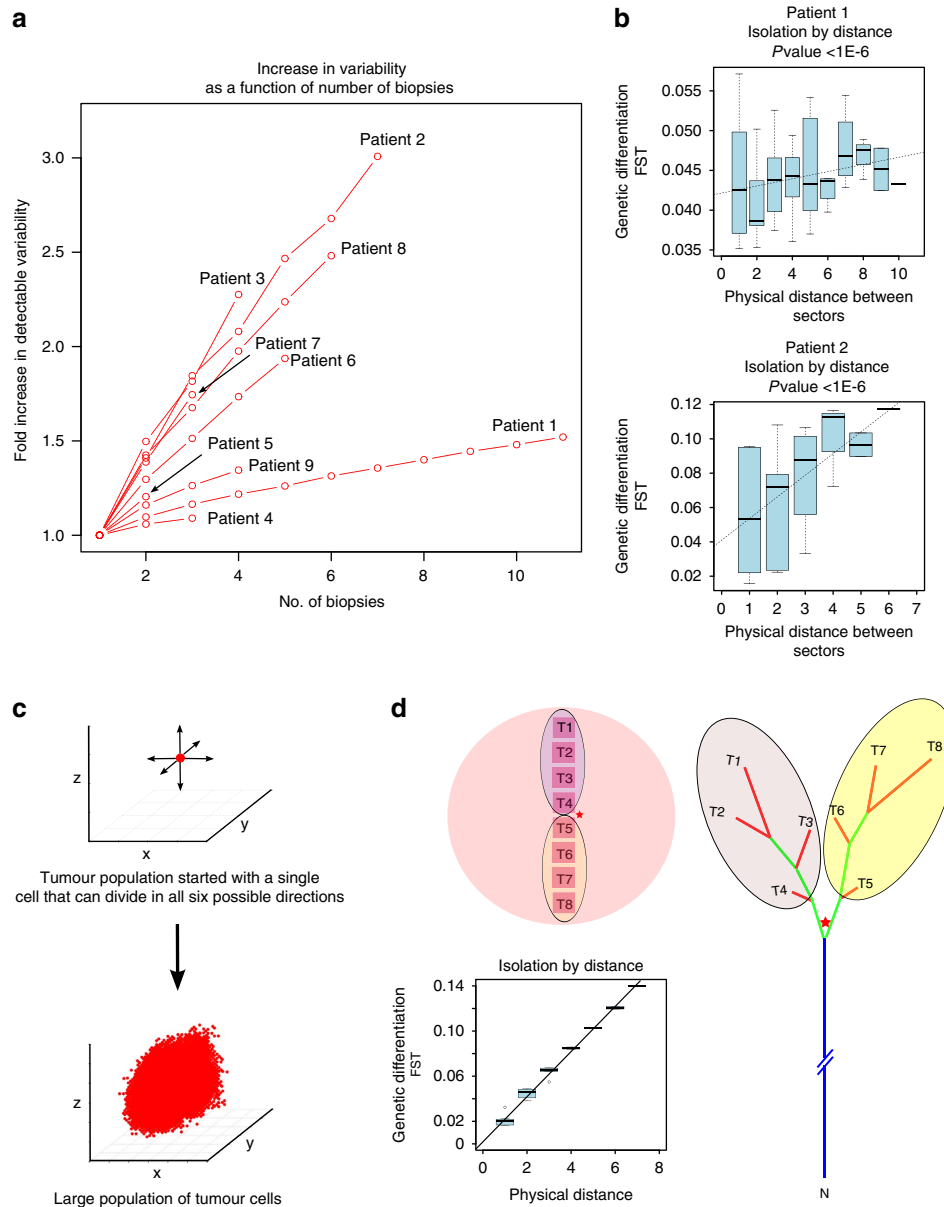 a
Increase in variability
as a function of number of biopsies
Fold increase in detectable variability
3.0
2.5
2.0
1.5
1.0
Patient 2
Patient 8
Patient 3
Patient 7
Patient 6
Patient 1
Patient 5
Patient 9
Patient 4
2
4
6
8
10
No. of biopsies
b
Patient 1
Isolation by distance
Pvalue <1E-6
Genetic differentiation
FST
0.055
0.050
0.045
0.040
0.035
0
2
4
6
8
10
Physical distance between
sectors
Patient 2
Isolation by distance
Pvalue <1E-6
Genetic differentiation
FST
0.12
0.10
0.08
0.06
0.04
0.02
0
1
2
3
4
5
6
7
Physical distance between
sectors
c
z
y
x
Tumour population started with a single
cell that can divide in all six possible directions
z
y
x
Large population of tumour cells
d
T1
T2
T3
T4
T5
T6
T7
T8
Isolation by distance
Genetic differentiation
FST
0.14
0.10
0.06
0.02
0
0
2
4
6
8
Physical distance
T1
T2
T3
T4
T7
T8
T6
T5
N